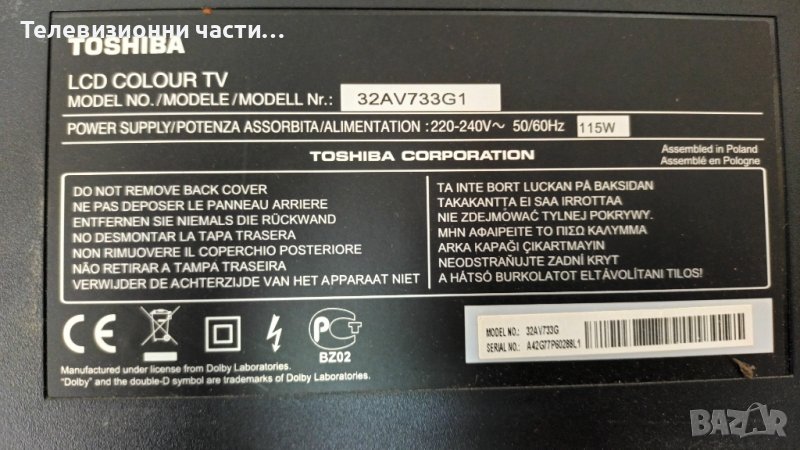 Телевизионни части...
TOSHIBA
LCD COLOUR TV
MODEL NO./MODELE/MODELL Nr.: 32AV733G1
POWER SUPPLY/POTENZA ASSORBITA/ALIMENTATION :220-240V~ 50/60Hz 115W
TOSHIBA CORPORATION
Assembled in Poland
Assemblé en Pologne
DO NOT REMOVE BACK COVER
NE PAS DEPOSER LE PANNEAU ARRIERE
ENTFERNEN SIE NIEMALS DIE RÜCKWAND
NO DESMONTAR LA TAPA TRASERA
NON RIMUOVERE IL COPERCHIO POSTERIORE
NÃO RETIRAR A TAMPÁ TRASEIRA
VERWIJDER DE ACHTERZIJDE VAN HET APPARAAT NIET
TA INTE BORT LUCKAN PÅ BAKSIDAN
TAKAKANTTA EI SAA IRROTTAA
NIE ZDEJMÓWAĆ TYLNEJ POKRYWY.
ΜΗΝ ΑΦΑΙΡΕΙΤΕ ΤΟ ΠΙΣΩ ΚΑΛΥΜΜΑ
ARKA KAPAĞI ÇIKARTMAYIN
NEODSTRAŇUJTE ZADNÍ KRYT
A HÁTSÓ BURKOLATOT ELTÁVOLÍTANI TILOS!
CE
PCT
BZ02
MODEL NO.: 32AV733G
SERIAL NO.: A42G77P60288L1
Manufactured under license from Dolby Laboratories.
"Dolby" and the double-D symbol are trademarks of Dolby Laboratories.
BAZAR